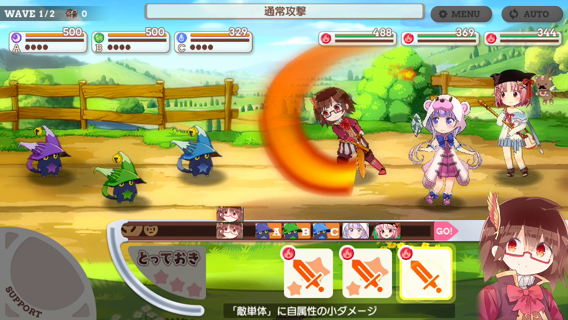 WAVE 1/2 0
通常攻撃
MENU
AUTO
500
500
329
488
369
344
A
B
C
A B C GO!
とっておき
SUPPORT
「敵単体」に自属性の小ダメージ